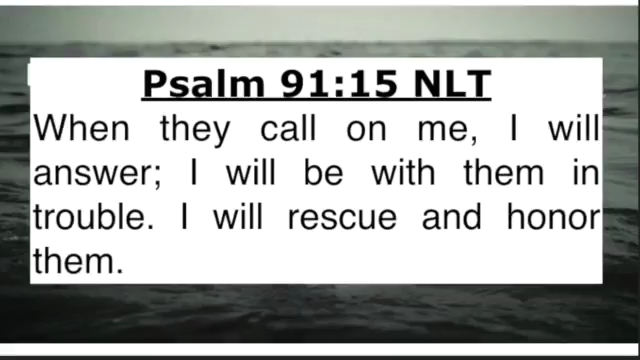 Psalm 91:15 NLT
When they call on me, I will
answer; I will be with them in
trouble. I will rescue and honor
them.